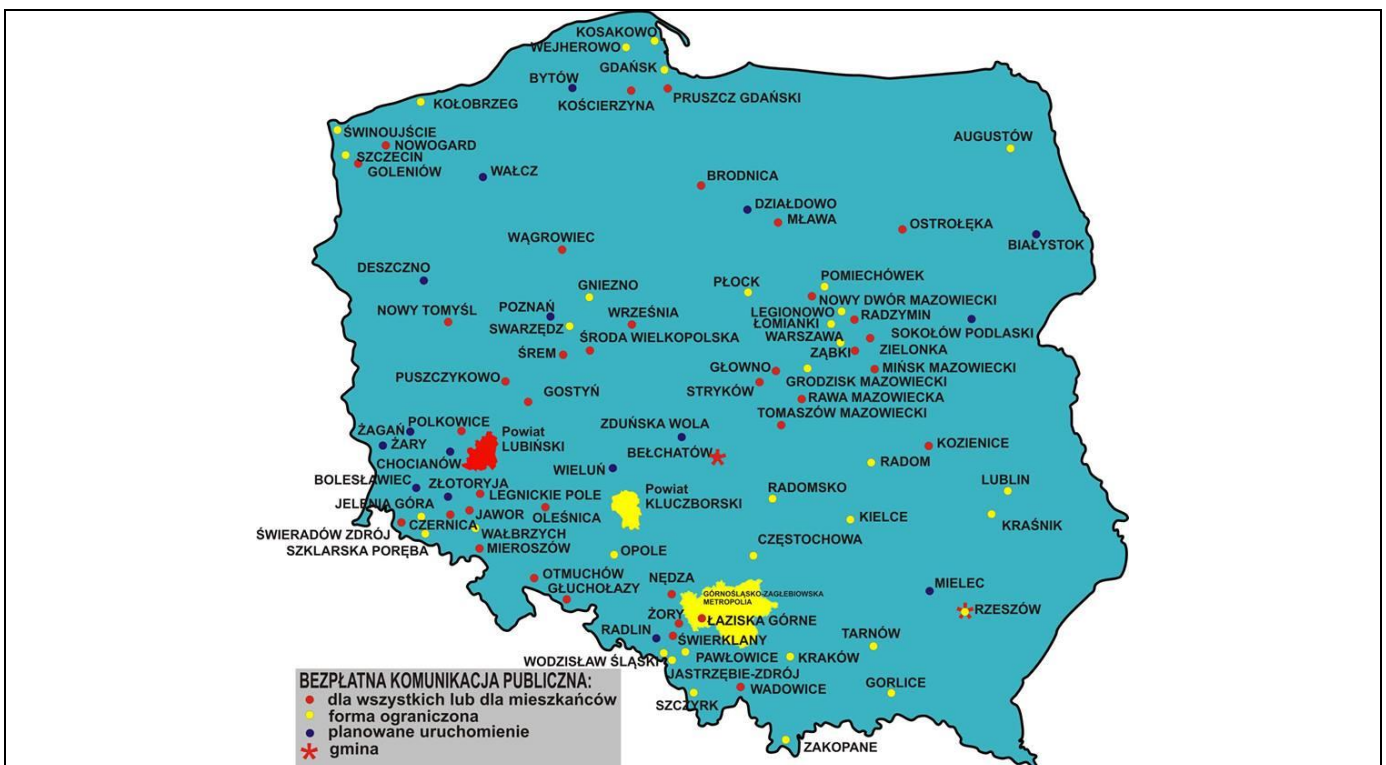 KOSAKOWO
WEJHEROWO
GDAŃSK
BYTÓW
KOŚCIERZYNA
PRUSZCZ GDAŃSKI
KOŁOBRZEG
ŚWINOUJŚCIE
NOWOGARD
SZCZECIN
GOLENIÓW
WAŁCZ
AUGUSTÓW
BRODNICA
DZIAŁDOWO
MŁAWA
OSTROŁĘKA
BIAŁYSTOK
WĄGROWIEC
DESZCZNO
GNIEZNO
PŁOCK
POMIECHÓWEK
NOWY DWÓR MAZOWIECKI
NOWY TOMYŚL
POZNAŃ
WRZEŚNIA
LEGIONOWO
RADZYMIN
SWARZĘDZ
ŁOMIANKI
ŚRODA WIELKOPOLSKA
WARSZAWA
SOKOŁÓW PODLASKI
ŚREM
ZĄBKI
ZIELONKA
GŁOWNO
MIŃSK MAZOWIECKI
PUSZCZYKOWO
GRODZISK MAZOWIECKI
STRYKÓW
GOSTYŃ
RAWA MAZOWIECKA
TOMASZÓW MAZOWIECKI
ŻAGAŃ
POLKOWICE
Powiat
LUBIŃSKI
ZDUŃSKA WOLA
ŻARY
KOZIENICE
BEŁCHATÓW
CHOCIANÓW
WIELUŃ
RADOM
BOLESŁAWIEC
ZŁOTORYJA
LUBLIN
LEGNICKIE POLE
Powiat
KLUCZBORSKI
RADOMSKO
JELENIA GÓRA
JAWOR
OLEŚNICA
KIELCE
KRAŚNIK
CZERNICA
ŚWIERADÓW ZDRÓJ
WAŁBRZYCH
SZKLARSKA PORĘBA
MIEROSZÓW
OPOLE
CZĘSTOCHOWA
OTMUCHÓW
NĘDZA
MIELEC
GŁUCHOŁAZY
GÓRNOŚLĄSKO-ZAGŁEBIOWSKA
METROPOLIA
RZESZÓW
ŻORY
ŁAZISKA GÓRNE
RADLIN
ŚWIERKLANY
TARNÓW
WODZISŁAW ŚLĄSKI
PAWŁOWICE
KRAKÓW
JASTRZĘBIE-ZDRÓJ
WADOWICE
GORLICE
SZCZYRK
ZAKOPANE
BEZPŁATNA KOMUNIKACJA PUBLICZNA:
dla wszystkich lub dla mieszkańców
forma ograniczona
planowane uruchomienie
gmina